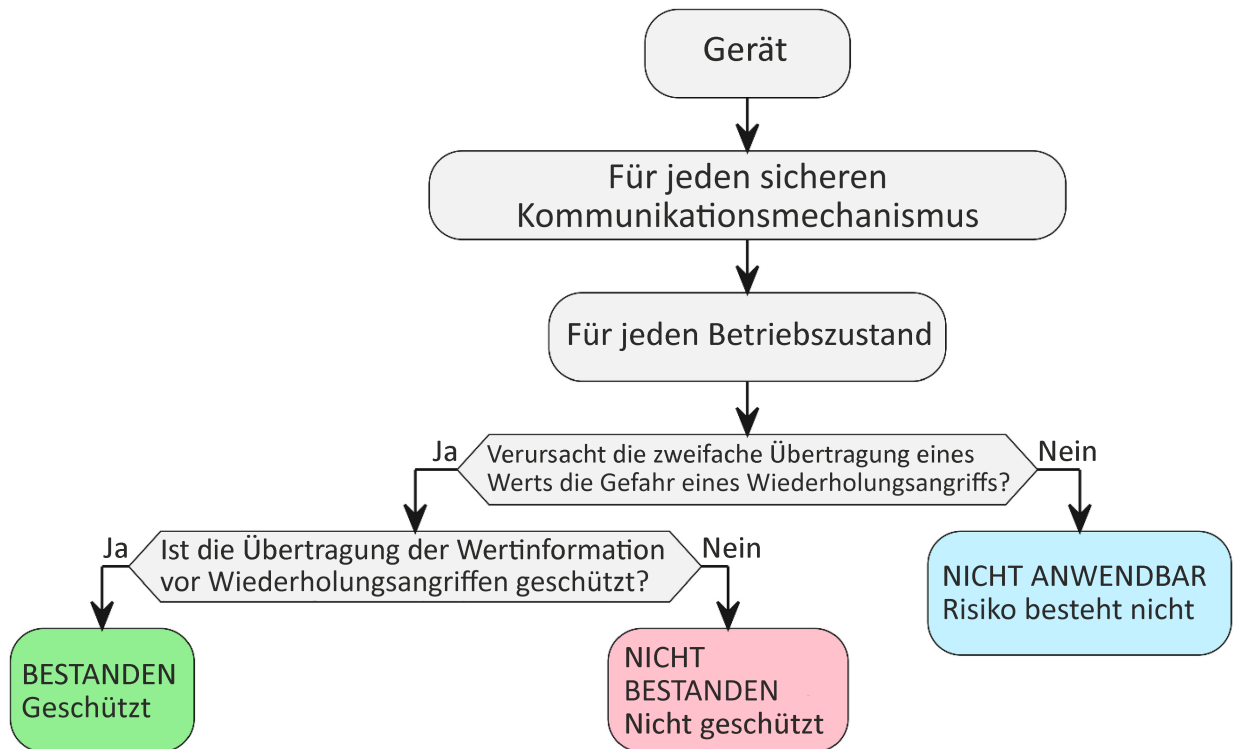 Gerät
Für jeden sicheren
Kommunikationsmechanismus
Für jeden Betriebszustand
Ja
Verursacht die zweifache Übertragung eines
Werts die Gefahr eines Wiederholungsangriffs?
Nein
Ja
Ist die Übertragung der Wertinformation
vor Wiederholungsangriffen geschützt?
Nein
NICHT ANWENDBAR
Risiko besteht nicht
BESTANDEN
Geschützt
NICHT
BESTANDEN
Nicht geschützt